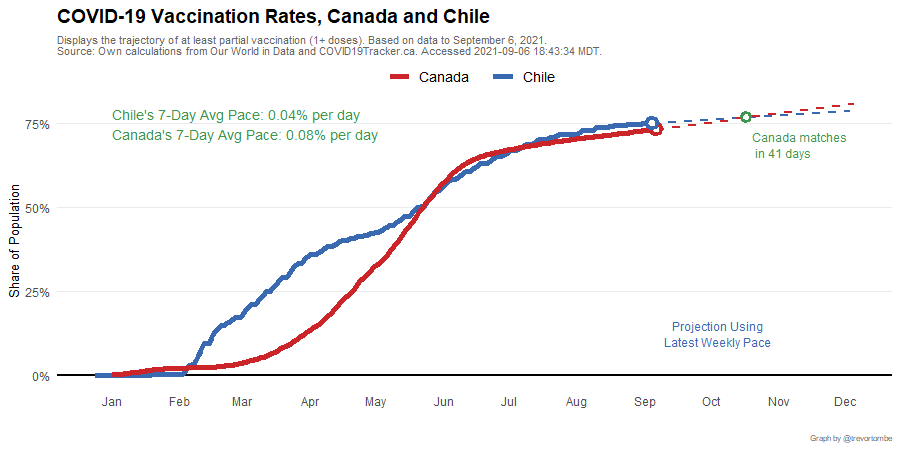 COVID-19 Vaccination Rates, Canada and Chile
Displays the trajectory of at least partial vaccination (1+ doses). Based on data to September 6, 2021.
Source: Own calculations from Our World in Data and COVID19Tracker.ca. Accessed 2021-09-06 18:43:34 MDT.
Canada Chile
Chile's 7-Day Avg Pace: 0.04% per day
Canada's 7-Day Avg Pace: 0.08% per day
Canada matches
in 41 days
Share of Population
75%
50%
25%
0%
Projection Using
Latest Weekly Pace
Jan Feb Mar Apr May Jun Jul Aug Sep Oct Nov Dec
Graph by @trevortombe